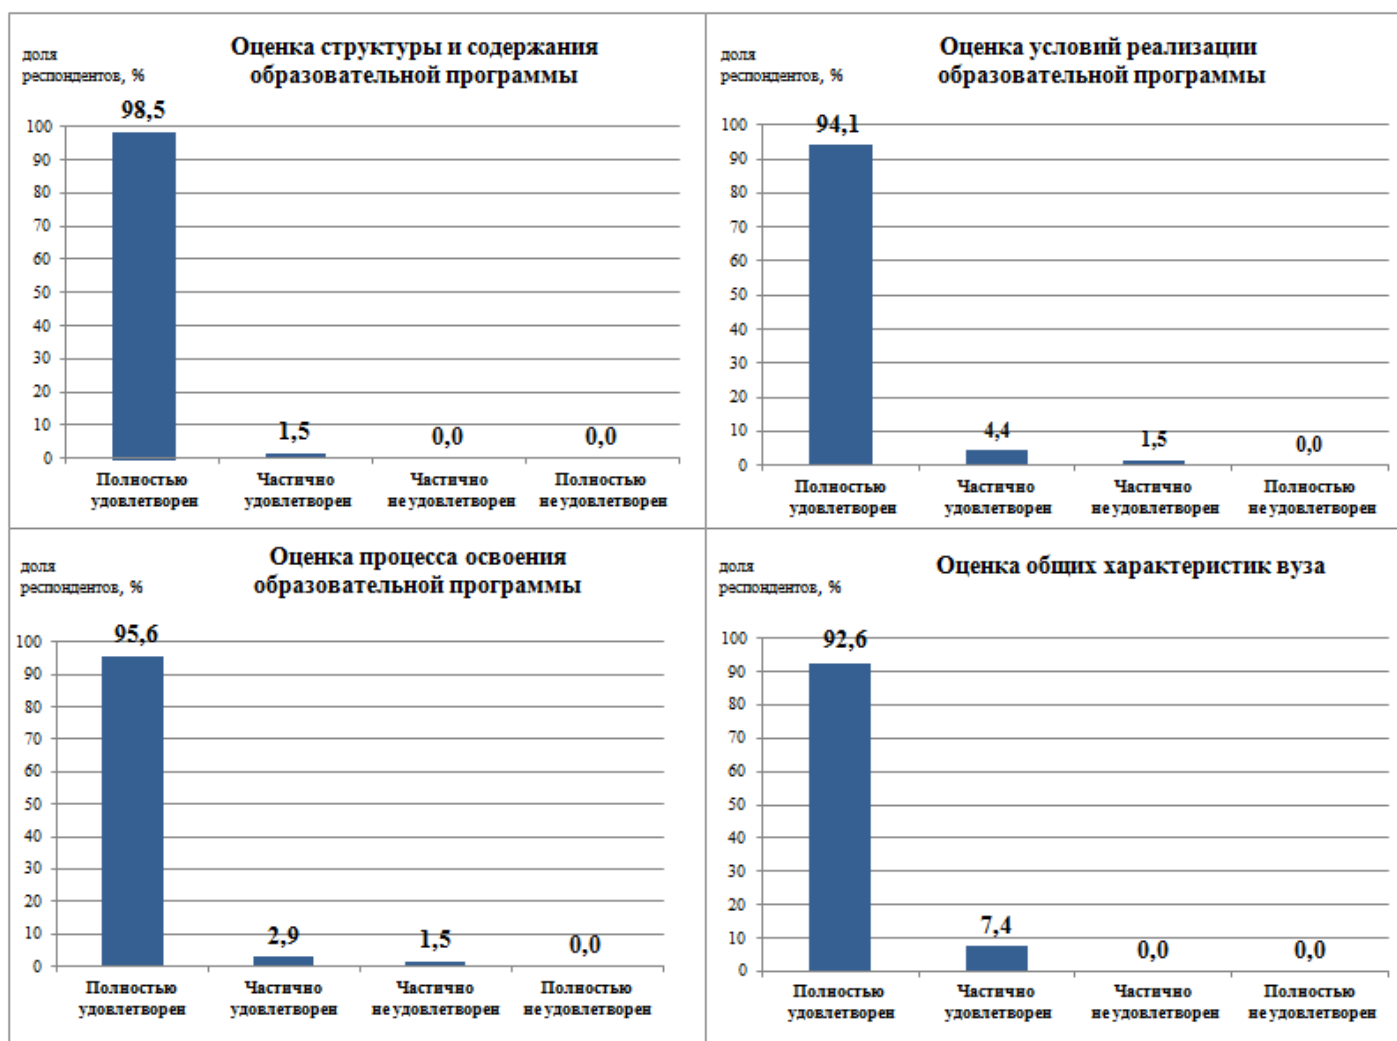 доля
респондентов, %
Оценка структуры и содержания
образовательной программы
98,5
100
90
80
70
60
50
40
30
20
10
0
1,5
0,0
0,0
Полностью
удовлетворен
Частично
удовлетворен
Частично
не удовлетворен
Полностью
не удовлетворен
доля
респондентов, %
Оценка условий реализации
образовательной программы
94,1
100
90
80
70
60
50
40
30
20
10
0
4,4
1,5
0,0
Полностью
удовлетворен
Частично
удовлетворен
Частично
не удовлетворен
Полностью
не удовлетворен
доля
респондентов, %
Оценка процесса освоения
образовательной программы
95,6
100
90
80
70
60
50
40
30
20
10
0
2,9
1,5
0,0
Полностью
удовлетворен
Частично
удовлетворен
Частично
не удовлетворен
Полностью
не удовлетворен
доля
респондентов, %
Оценка общих характеристик вуза
92,6
100
90
80
70
60
50
40
30
20
10
0
7,4
0,0
0,0
Полностью
удовлетворен
Частично
удовлетворен
Частично
не удовлетворен
Полностью
не удовлетворен